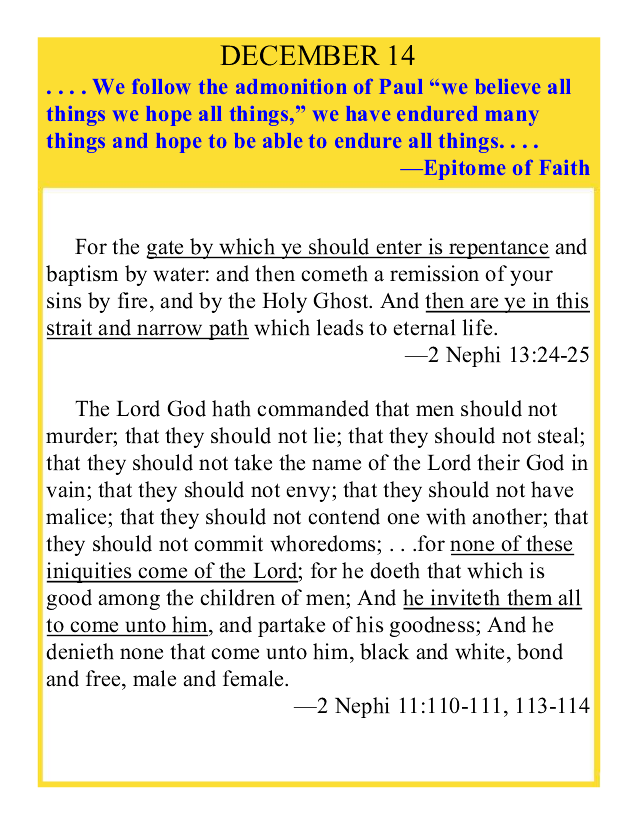 DECEMBER 14
. . . . We follow the admonition of Paul “we believe all
things we hope all things,” we have endured many
things and hope to be able to endure all things. . . .
—Epitome of Faith
For the gate by which ye should enter is repentance and
baptism by water: and then cometh a remission of your
sins by fire, and by the Holy Ghost. And then are ye in this
strait and narrow path which leads to eternal life.
—2 Nephi 13:24-25
The Lord God hath commanded that men should not
murder; that they should not lie; that they should not steal;
that they should not take the name of the Lord their God in
vain; that they should not envy; that they should not have
malice; that they should not contend one with another; that
they should not commit whoredoms; . . .for none of these
iniquities come of the Lord; for he doeth that which is
good among the children of men; And he inviteth them all
to come unto him, and partake of his goodness; And he
denieth none that come unto him, black and white, bond
and free, male and female.
—2 Nephi 11:110-111, 113-114